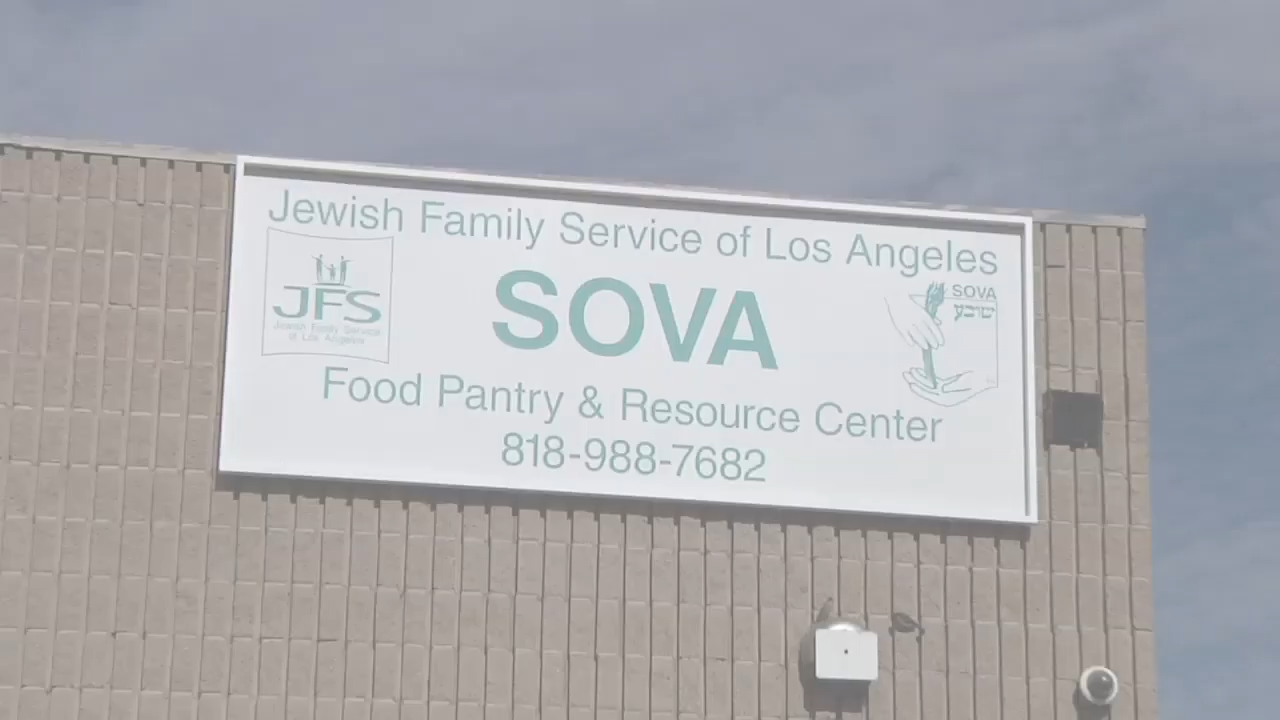 Jewish Family Service of Los Angeles
JFS
Jewish Family Service
of Los Angeles
SOVA
SOVA
שובע
Food Pantry & Resource Center
818-988-7682